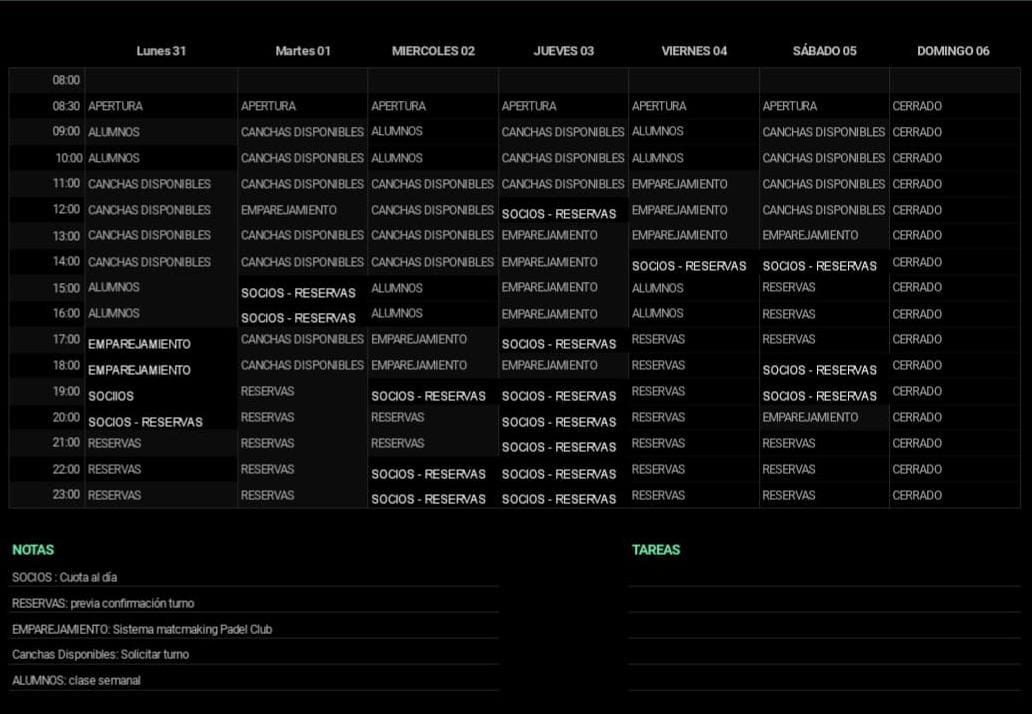 Lunes 31 Martes 01 MIERCOLES 02 JUEVES 03 VIERNES 04 SÁBADO 05 DOMINGO 06
08:00
08:30 APERTURA APERTURA APERTURA APERTURA APERTURA APERTURA CERRADO
09:00 ALUMNOS CANCHAS DISPONIBLES ALUMNOS CANCHAS DISPONIBLES ALUMNOS CANCHAS DISPONIBLES CERRADO
10:00 ALUMNOS CANCHAS DISPONIBLES ALUMNOS CANCHAS DISPONIBLES ALUMNOS CANCHAS DISPONIBLES CERRADO
11:00 CANCHAS DISPONIBLES CANCHAS DISPONIBLES CANCHAS DISPONIBLES CANCHAS DISPONIBLES EMPAREJAMIENTO CANCHAS DISPONIBLES CERRADO
12:00 CANCHAS DISPONIBLES EMPAREJAMIENTO CANCHAS DISPONIBLES SOCIOS - RESERVAS EMPAREJAMIENTO CANCHAS DISPONIBLES CERRADO
13:00 CANCHAS DISPONIBLES CANCHAS DISPONIBLES CANCHAS DISPONIBLES EMPAREJAMIENTO EMPAREJAMIENTO EMPAREJAMIENTO CERRADO
14:00 CANCHAS DISPONIBLES CANCHAS DISPONIBLES CANCHAS DISPONIBLES EMPAREJAMIENTO SOCIOS - RESERVAS SOCIOS - RESERVAS CERRADO
15:00 ALUMNOS SOCIOS - RESERVAS ALUMNOS EMPAREJAMIENTO ALUMNOS RESERVAS CERRADO
16:00 ALUMNOS SOCIOS - RESERVAS ALUMNOS EMPAREJAMIENTO ALUMNOS RESERVAS CERRADO
17:00 EMPAREJAMIENTO CANCHAS DISPONIBLES EMPAREJAMIENTO SOCIOS - RESERVAS RESERVAS RESERVAS CERRADO
18:00 EMPAREJAMIENTO CANCHAS DISPONIBLES EMPAREJAMIENTO EMPAREJAMIENTO RESERVAS SOCIOS - RESERVAS CERRADO
19:00 SOCIIOS RESERVAS SOCIOS - RESERVAS SOCIOS - RESERVAS RESERVAS SOCIOS - RESERVAS CERRADO
20:00 SOCIOS - RESERVAS RESERVAS RESERVAS SOCIOS - RESERVAS RESERVAS EMPAREJAMIENTO CERRADO
21:00 RESERVAS RESERVAS RESERVAS SOCIOS - RESERVAS RESERVAS RESERVAS CERRADO
22:00 RESERVAS RESERVAS SOCIOS - RESERVAS SOCIOS - RESERVAS RESERVAS RESERVAS CERRADO
23:00 RESERVAS RESERVAS SOCIOS - RESERVAS SOCIOS - RESERVAS RESERVAS RESERVAS CERRADO
NOTAS
SOCIOS : Cuota al día
RESERVAS: previa confirmación turno
EMPAREJAMIENTO: Sistema matcmaking Padel Club
Canchas Disponibles: Solicitar turno
ALUMNOS: clase semanal
TAREAS